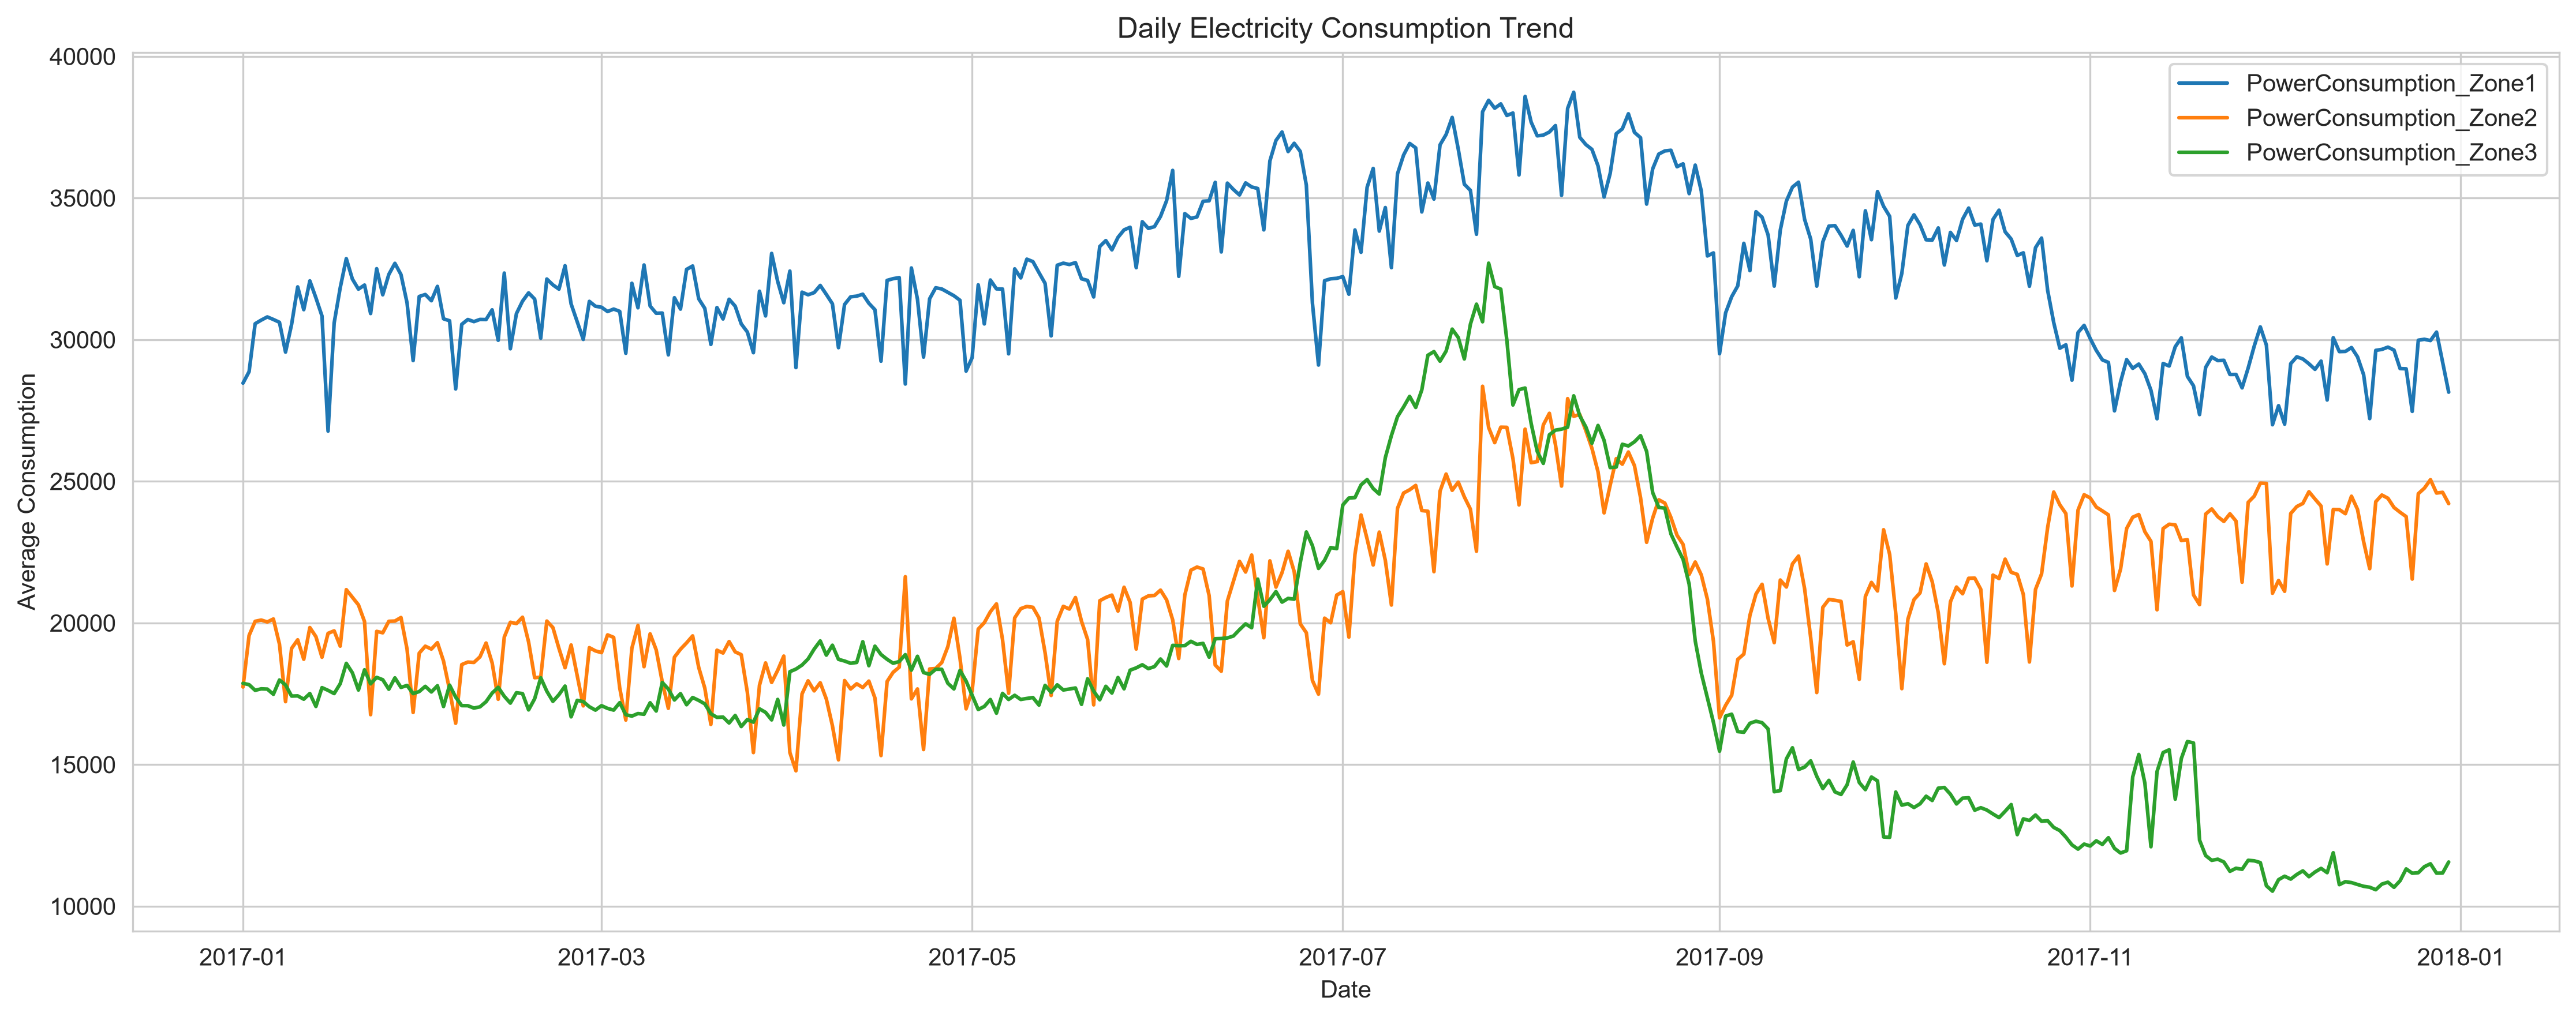 Daily Electricity Consumption Trend
PowerConsumption_Zone1
PowerConsumption_Zone2
PowerConsumption_Zone3
Average Consumption
40000
35000
30000
25000
20000
15000
10000
2017-01
2017-03
2017-05
2017-07
2017-09
2017-11
2018-01
Date